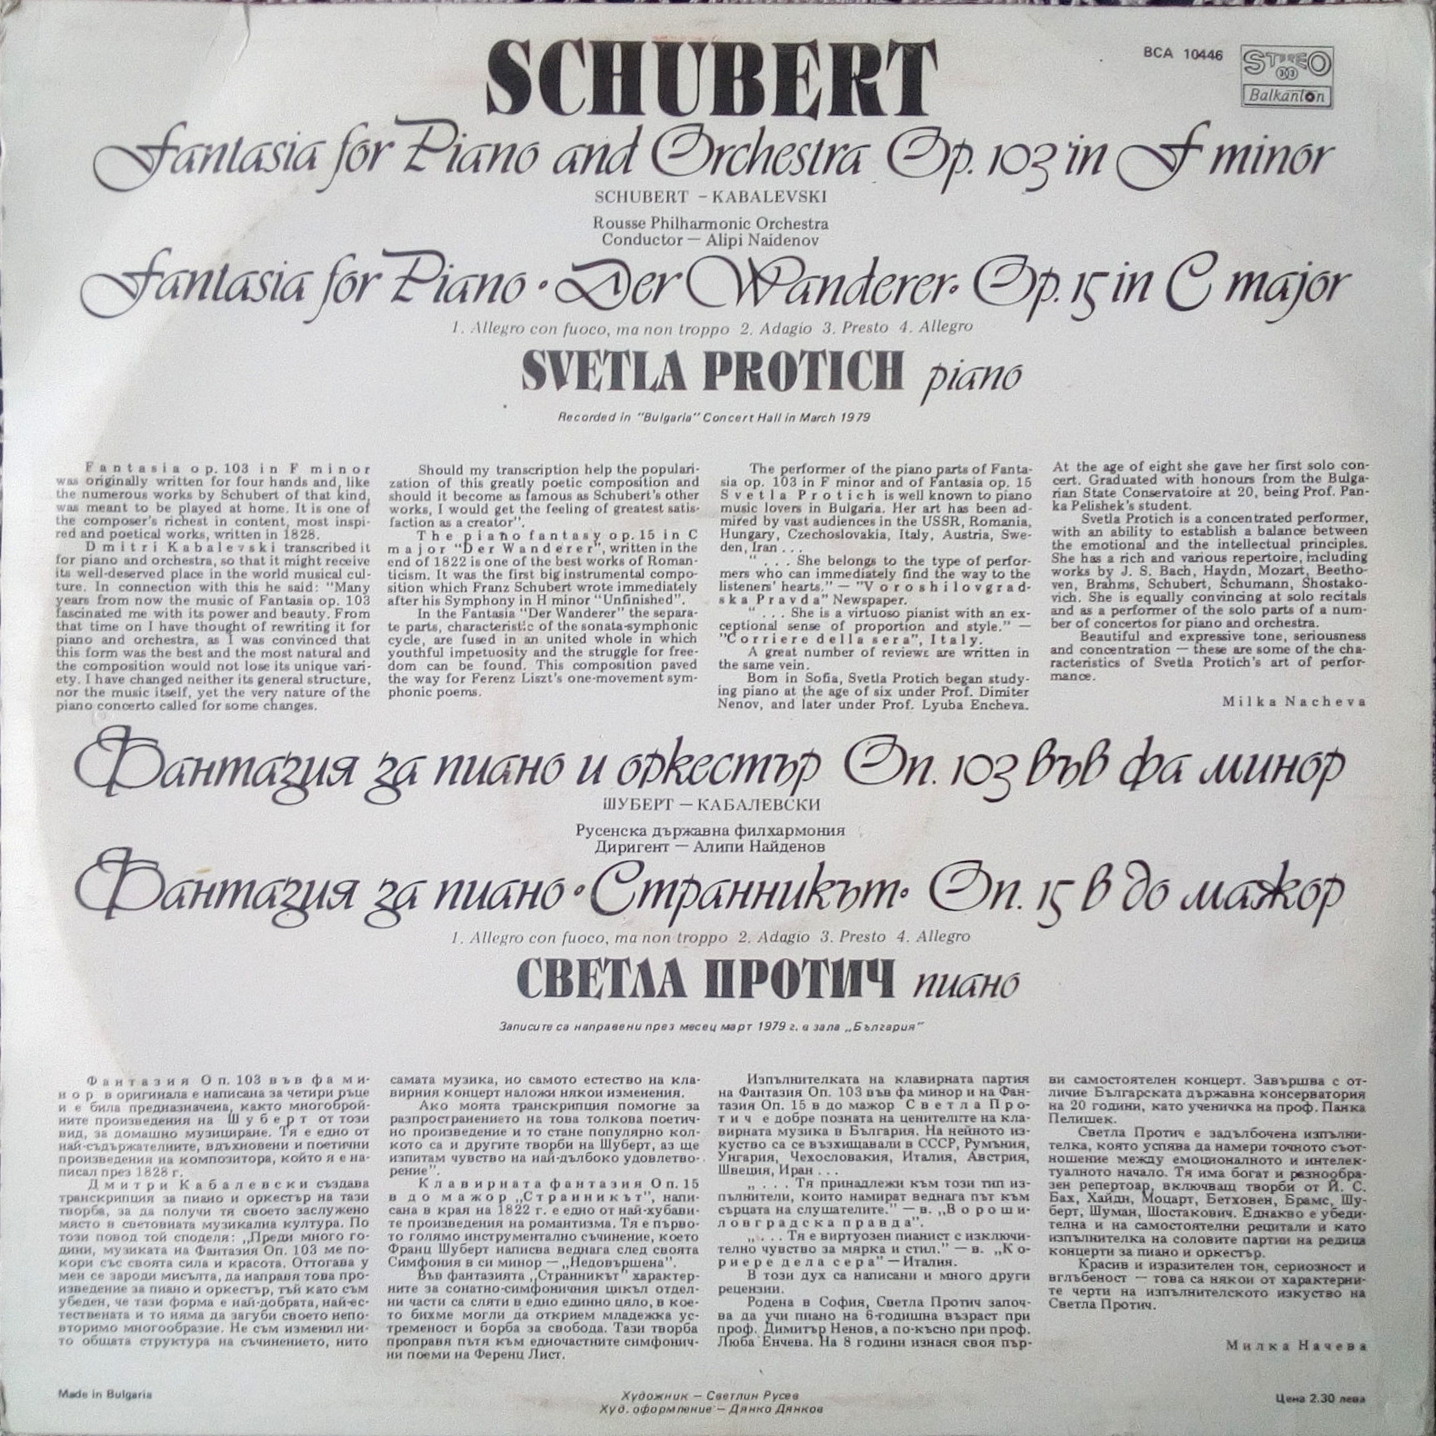 SCHUBERT
BCA 10446
STEREO
Balkanton
Fantasia for Piano and Orchestra Op. 103 in F minor
SCHUBERT – KABALEVSKI
Rousse Philharmonic Orchestra
Conductor — Alipi Naidenov
Fantasia for Piano • Der Wanderer • Op. 15 in C major
1. Allegro con fuoco, ma non troppo 2. Adagio 3. Presto 4. Allegro
SVETLA PROTICH piano
Recorded in "Bulgaria" Concert Hall in March 1979
Fantasia op. 103 in F minor
was originally written for four hands and, like
the numerous works by Schubert of that kind,
was meant to be played at home. It is one of
the composer's richest in content, most inspi-
red and poetical works, written in 1828.
Dmitri Kabalevski transcribed it
for piano and orchestra, so that it might receive
its well-deserved place in the world musical cul-
ture. In connection with this he said: "Many
years from now the music of Fantasia op. 103
fascinated me with its power and beauty. From
that time on I have thought of rewriting it for
piano and orchestra, as I was convinced that
this form was the best and the most natural and
the composition would not lose its unique vari-
ety. I have changed neither its general structure,
nor the music itself, yet the very nature of the
piano concerto called for some changes.
Should my transcription help the populari-
zation of this greatly poetic composition and
should it become as famous as Schubert's other
works, I would get the feeling of greatest satis-
faction as a creator".
The piano fantasy op. 15 in C
major "Der Wanderer", written in the
end of 1822 is one of the best works of Roman-
ticism. It was the first big instrumental compo-
sition which Franz Schubert wrote immediately
after his Symphony in H minor "Unfinished".
In the Fantasia "Der Wanderer" the separa-
te parts, characteristic of the sonata-symphonic
cycle, are fused in an united whole in which
youthful impetuosity and the struggle for free-
dom can be found. This composition paved
the way for Ferenz Liszt's one-movement sym-
phonic poems.
The performer of the piano parts of Fanta-
sia op. 103 in F minor and of Fantasia op. 15
Svetla Protich is well known to piano
music lovers in Bulgaria. Her art has been ad-
mired by vast audiences in the USSR, Romania,
Hungary, Czechoslovakia, Italy, Austria, Swe-
den, Iran . . .
" . . . She belongs to the type of perfor-
mers who can immediately find the way to the
listeners' hearts." — "Voroshilovgrad-
ska Pravda" Newspaper.
" . . . She is a virtuoso pianist with an ex-
ceptional sense of proportion and style." —
"Corriere della sera", Italy.
A great number of reviews are written in
the same vein.
Born in Sofia, Svetla Protich began study-
ing piano at the age of six under Prof. Dimiter
Nenov, and later under Prof. Lyuba Encheva.
At the age of eight she gave her first solo con-
cert. Graduated with honours from the Bulga-
rian State Conservatoire at 20, being Prof. Pan-
ka Pelishek's student.
Svetla Protich is a concentrated performer,
with an ability to establish a balance between
the emotional and the intellectual principles.
She has a rich and various repertoire, including
works by J. S. Bach, Haydn, Mozart, Beetho-
ven, Brahms, Schubert, Schumann, Shostako-
vich. She is equally convincing at solo recitals
and as a performer of the solo parts of a num-
ber of concertos for piano and orchestra.
Beautiful and expressive tone, seriousness
and concentration — these are some of the cha-
racteristics of Svetla Protich's art of perfor-
mance.
Milka Nacheva
Фантазия за пиано и оркестър Оп. 103 във фа минор
ШУБЕРТ — КАБАЛЕВСКИ
Русенска държавна филхармония
Диригент — Алипи Найденов
Фантазия за пиано • Странникът • Оп. 15 в до мажор
1. Allegro con fuoco, ma non troppo 2. Adagio 3. Presto 4. Allegro
СВЕТЛА ПРОТИЧ пиано
Записите са направени през месец март 1979 г. в зала „България"
Фантазия Оп. 103 във фа ми-
нор в оригинала е написана за четири ръце
и е била предназначена, както многоброй-
ните произведения на Шуберт от този
вид, за домашно музициране. Тя е едно от
най-съдържателните, вдъхновени и поетични
произведения на композитора, който я е на-
писал през 1828 г.
Дмитри Кабалевски създава
транскрипция за пиано и оркестър на тази
творба, за да получи тя своето заслужено
място в световната музикална култура. По
този повод той споделя: „Преди много го-
дини, музиката на Фантазия Оп. 103 ме по-
кори със своята сила и красота. Оттогава у
мен се зароди мисълта, да направя това про-
изведение за пиано и оркестър, тъй като съм
убеден, че тази форма е най-добрата, най-ес-
тествената и то няма да загуби своето непо-
вторимо многообразие. Не съм изменил ни-
то общата структура на съчинението, нито
самата музика, но самото естество на кла-
вирния концерт наложи някои изменения.
Ако моята транскрипция помогне за
разпространението на това толкова поетич-
но произведение и то стане популярно кол-
кото са и другите творби на Шуберт, аз ще
изпитам чувство на най-дълбоко удовлетво-
рение".
Клавирната фантазия Оп. 15
в до мажор „Странникът", напи-
сана в края на 1822 г. е едно от най-хубави-
те произведения на романтизма. Тя е първо-
то голямо инструментално съчинение, което
Франц Шуберт написва веднага след своята
Симфония в си минор — „Недовършена".
Във фантазията „Странникът" характер-
ните за сонатно-симфоничния цикъл отдел-
ни части са слети в едно единно цяло, в кое-
то бихме могли да открием младежка ус-
тременост и борба за свобода. Тази творба
проправя пътя към едночастните симфонич-
ни поеми на Ференц Лист.
Изпълнителката на клавирната партия
на Фантазия Оп. 103 във фа минор и на Фан-
тазия Оп. 15 в до мажор Светла Про-
тич е добре позната на ценителите на кла-
вирната музика в България. На нейното из-
куство са се възхищавали в СССР, Румъния,
Унгария, Чехословакия, Италия, Австрия,
Швеция, Иран . . .
„ . . . Тя принадлежи към този тип из-
пълнители, които намират веднага път към
сърцата на слушателите." — в. „Вороши-
ловградска правда".
„ . . . Тя е виртуозен пианист с изключи-
телно чувство за мярка и стил." — в. „Ко-
риере дела сера" — Италия.
В този дух са написани и много други
рецензии.
Родена в София, Светла Протич започ-
ва да учи пиано на 6-годишна възраст при
проф. Димитър Ненов, а по-късно при проф.
Люба Енчева. На 8 години изнася своя пър-
ви самостоятелен концерт. Завършва с от-
личие Българската държавна консерватория
на 20 години, като ученичка на проф. Панка
Пелишек.
Светла Протич е задълбочена изпълни-
телка, която успява да намери точното съот-
ношение между емоционалното и интелек-
туалното начало. Тя има богат и разнообра-
зен репертоар, включващ творби от Й. С.
Бах, Хайдн, Моцарт, Бетховен, Брамс, Шу-
берт, Шуман, Шостакович. Еднакво е убеди-
телна и на самостоятелни рецитали и като
изпълнителка на соловите партии на редица
концерти за пиано и оркестър.
Красив и изразителен тон, сериозност и
вглъбеност — това са някои от характерни-
те черти на изпълнителското изкуство на
Светла Протич.
Милка Начева
Made in Bulgaria
Художник — Светлин Русев
Худ. оформление — Дянко Дянков
Цена 2.30 лева